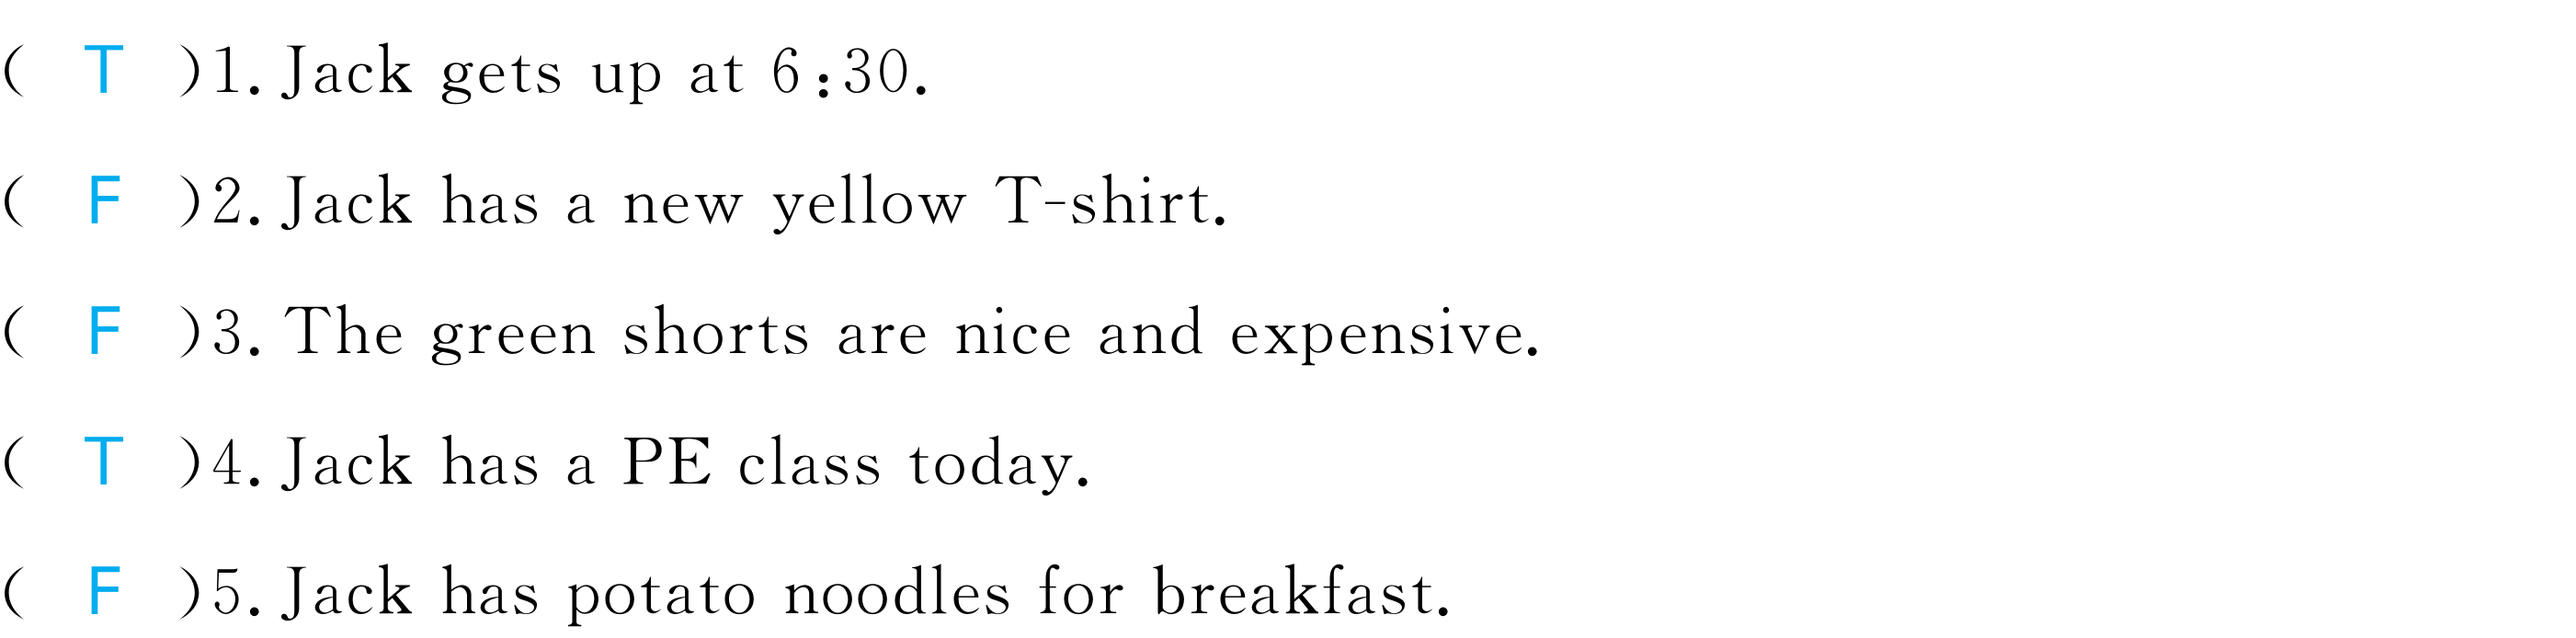 ( T )1. Jack gets up at 6:30.
( F )2. Jack has a new yellow T-shirt.
( F )3. The green shorts are nice and expensive.
( T )4. Jack has a PE class today.
( F )5. Jack has potato noodles for breakfast.